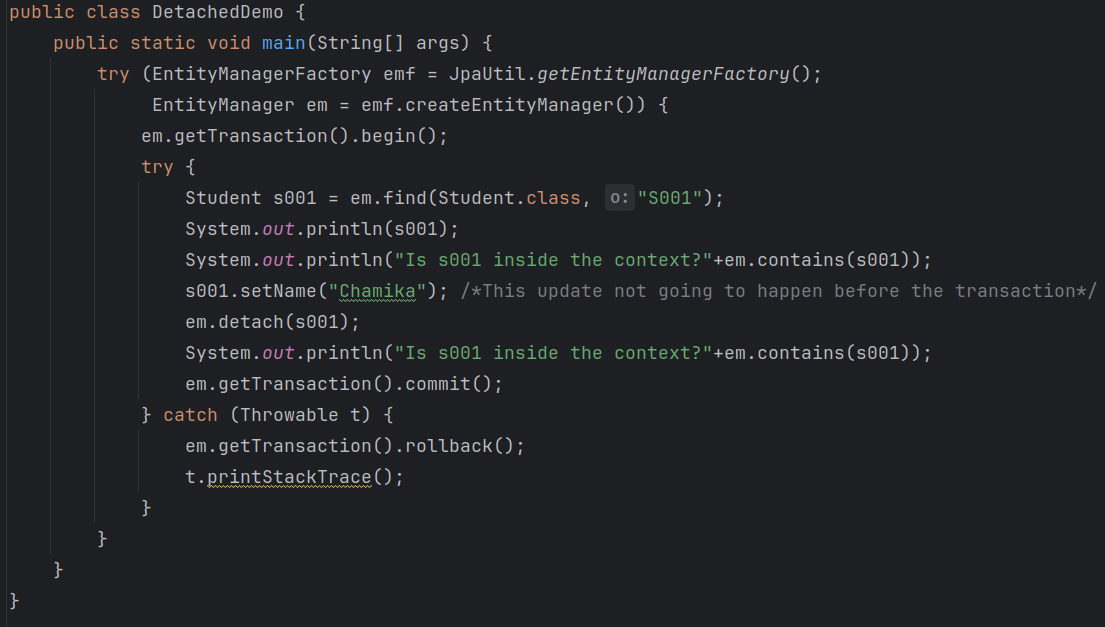 public class DetachedDemo {
    public static void main(String[] args) {
        try (EntityManagerFactory emf = JpaUtil.getEntityManagerFactory();
             EntityManager em = emf.createEntityManager()) {
            em.getTransaction().begin();
            try {
                Student s001 = em.find(Student.class, o: "S001");
                System.out.println(s001);
                System.out.println("Is s001 inside the context?"+em.contains(s001));
                s001.setName("Chamika"); /*This update not going to happen before the transaction*/
                em.detach(s001);
                System.out.println("Is s001 inside the context?"+em.contains(s001));
                em.getTransaction().commit();
            } catch (Throwable t) {
                em.getTransaction().rollback();
                t.printStackTrace();
            }
        }
    }
}